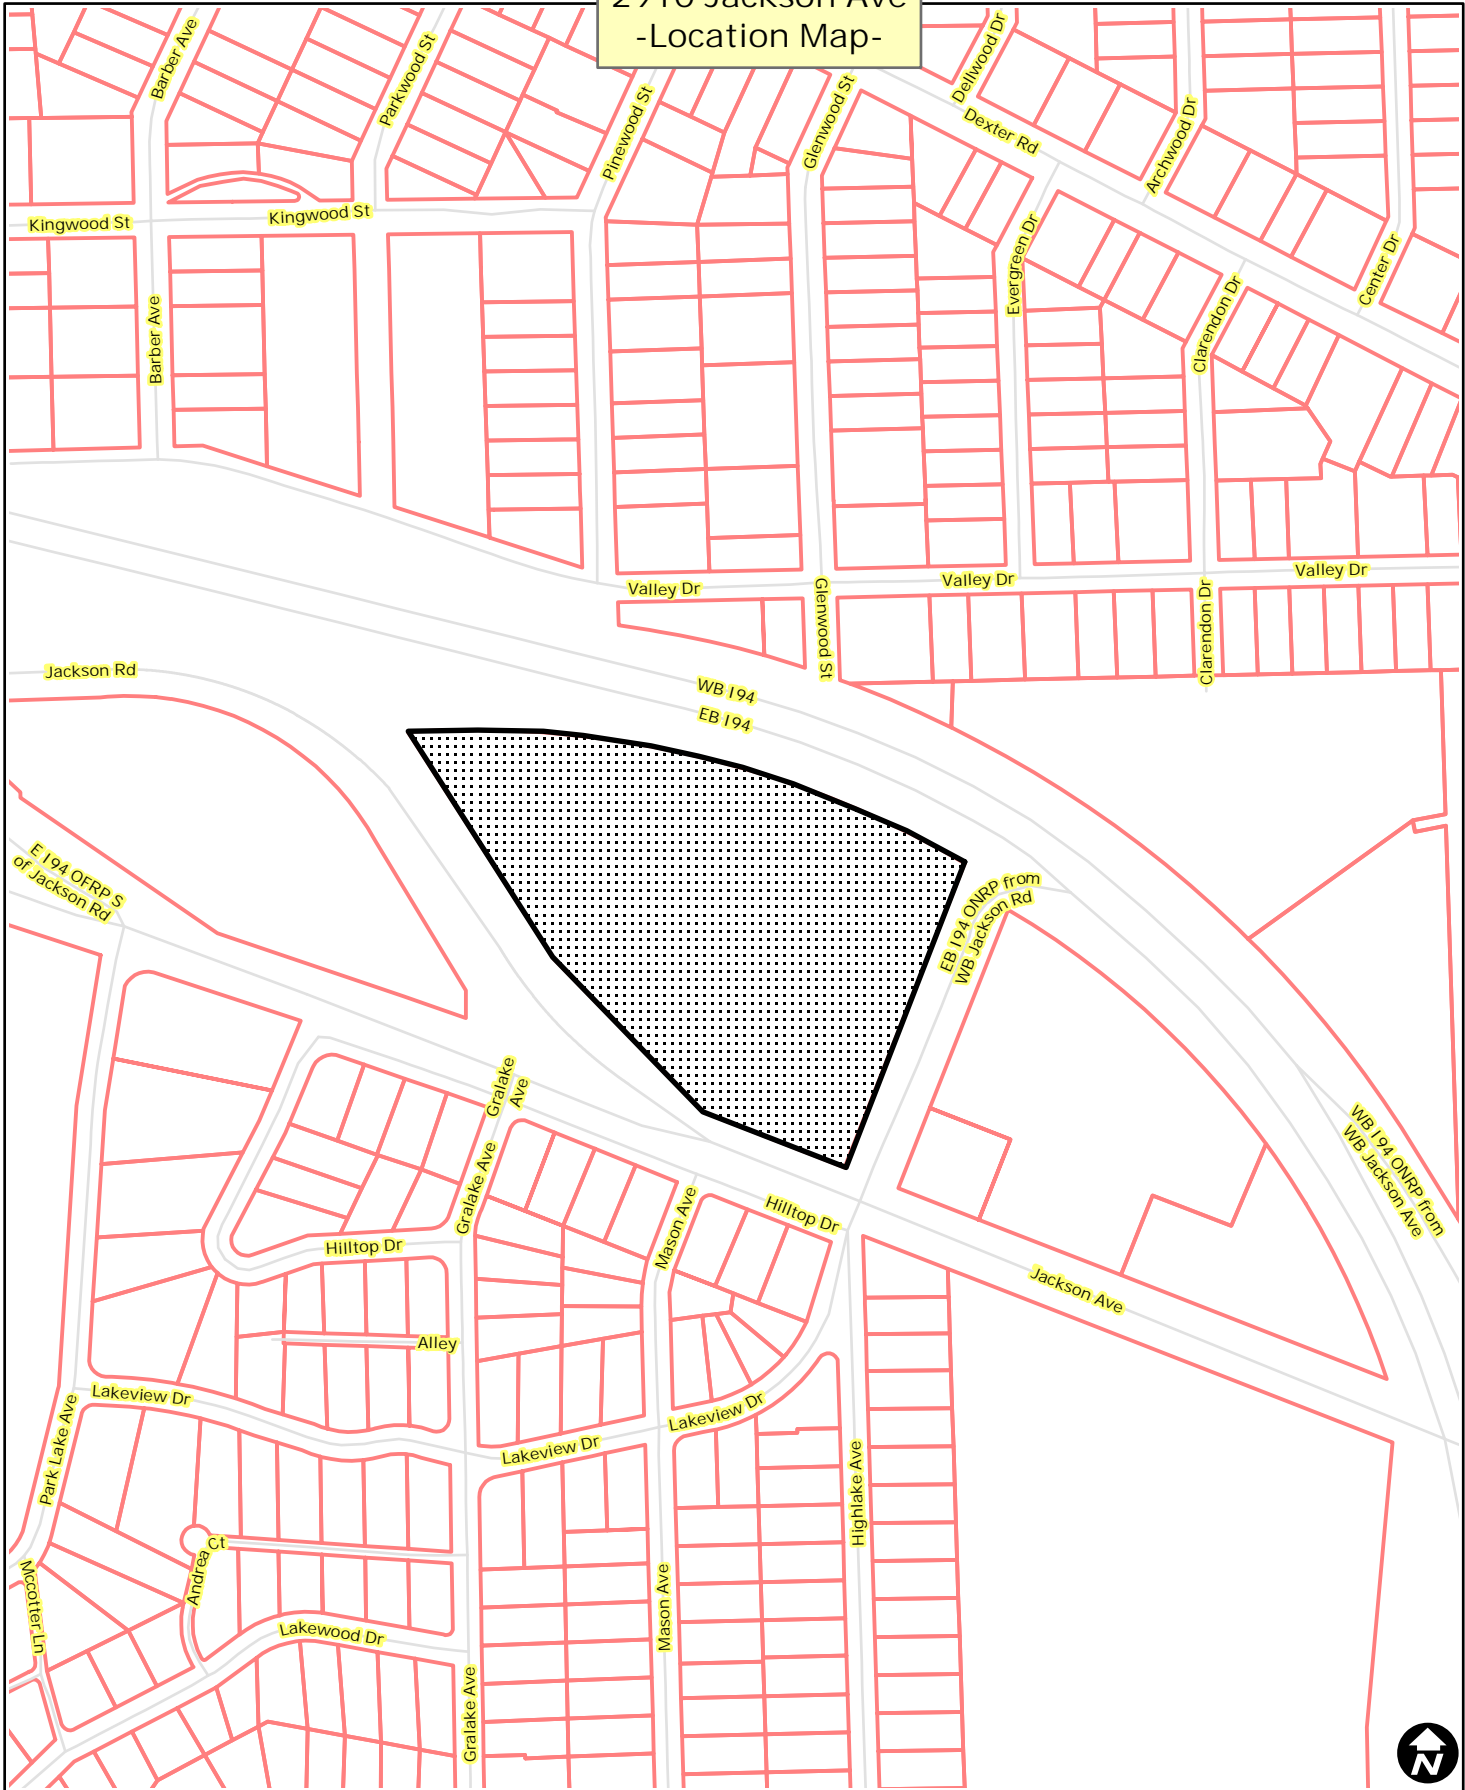 Jackson Ave
-Location Map-
Barber Ave
Parkwood St
Pinewood St
Glenwood St
Dellwood Dr
Dexter Rd
Archwood Dr
Kingwood St
Kingwood St
Evergreen Dr
Center Dr
Clarendon Dr
Barber Ave
Valley Dr
Valley Dr
Valley Dr
Glenwood St
Clarendon Dr
Jackson Rd
WB I94
EB I94
E I94 OFRP S
of Jackson Rd
EB I94 ONRP from
WB Jackson Rd
Gralake
Ave
WB I94 ONRP from
WB Jackson Ave
Gralake Ave
Mason Ave
Hilltop Dr
Hilltop Dr
Jackson Ave
Alley
Lakeview Dr
Lakeview Dr
Lakeview Dr
Park Lake Ave
Highlake Ave
Andrea Ct
Mccotter Ln
Mason Ave
Lakewood Dr
Gralake Ave
N